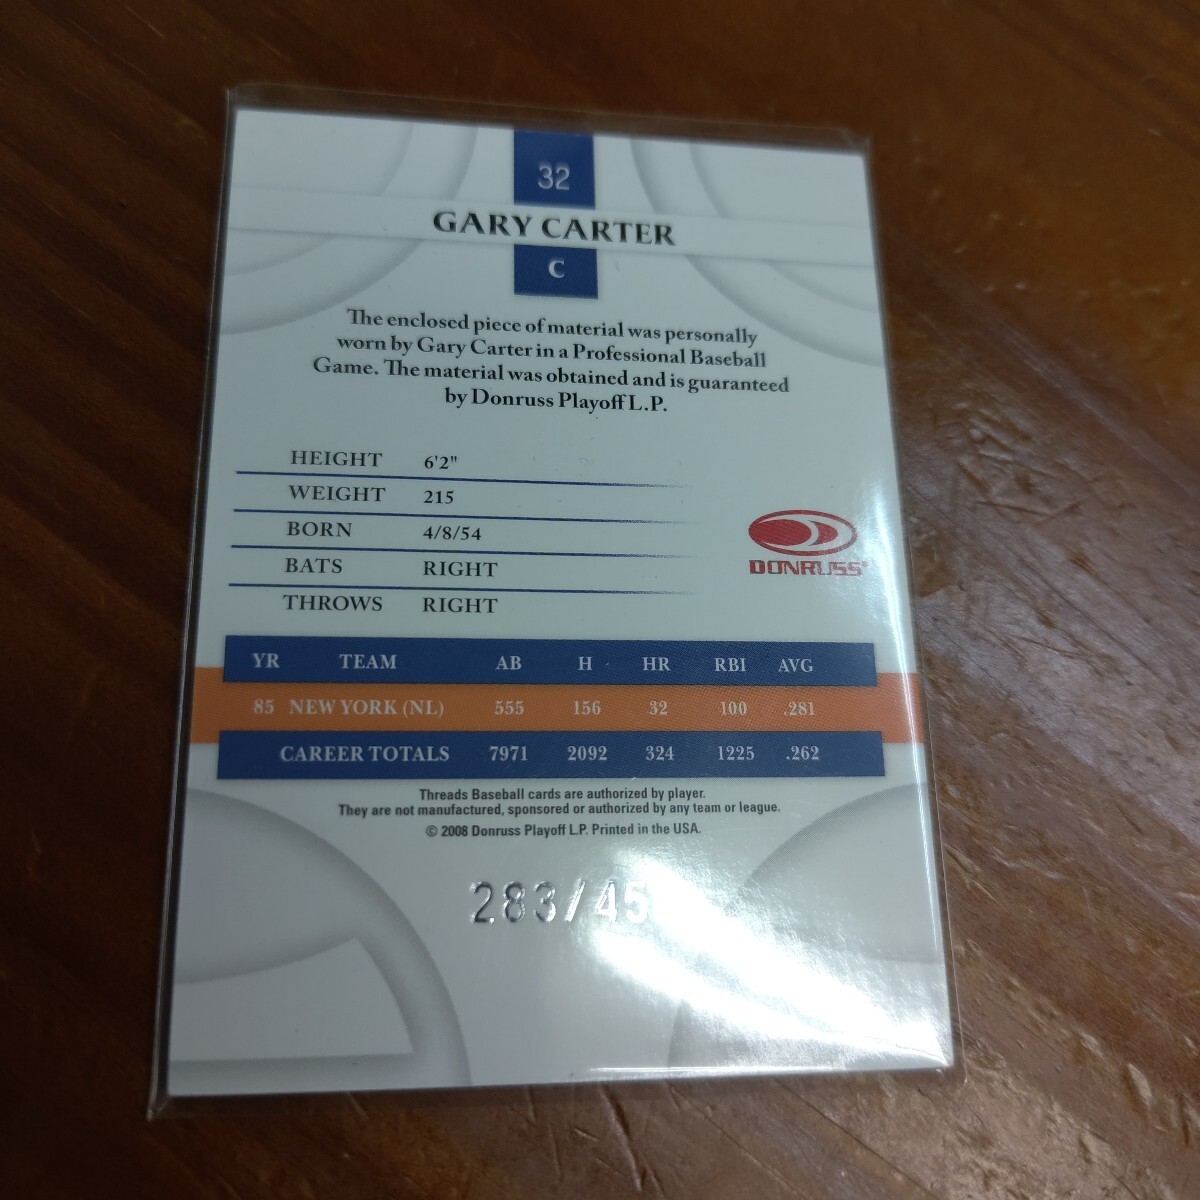 32
GARY CARTER
C
The enclosed piece of material was personally
worn by Gary Carter in a Professional Baseball
Game. The material was obtained and is guaranteed
by Donruss Playoff L.P.
HEIGHT 6'2"
WEIGHT 215
BORN 4/8/54
BATS RIGHT
THROWS RIGHT
DONRUSS
YR TEAM AB H HR RBI AVG
85 NEW YORK (NL) 555 156 32 100 .281
CAREER TOTALS 7971 2092 324 1225 .262
Threads Baseball cards are authorized by player.
They are not manufactured, sponsored or authorized by any team or league.
© 2008 Donruss Playoff L.P. Printed in the USA.
283/45